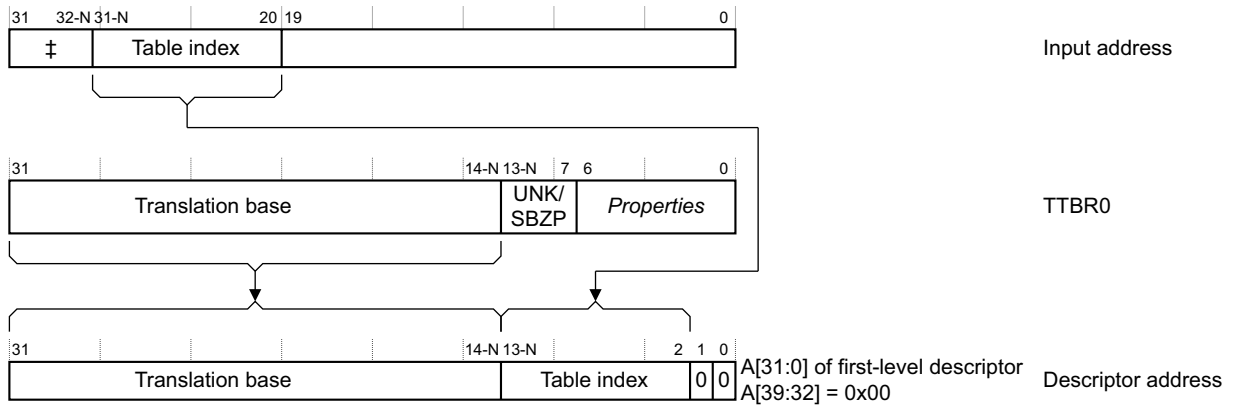 31 32-N 31-N 20 19 0
‡ Table index Input address
31 14-N 13-N 7 6 0
Translation base UNK/ Properties TTBR0
SBZP
31 14-N 13-N 2 1 0
Translation base Table index 0 0 A[31:0] of first-level descriptor Descriptor address
A[39:32] = 0x00